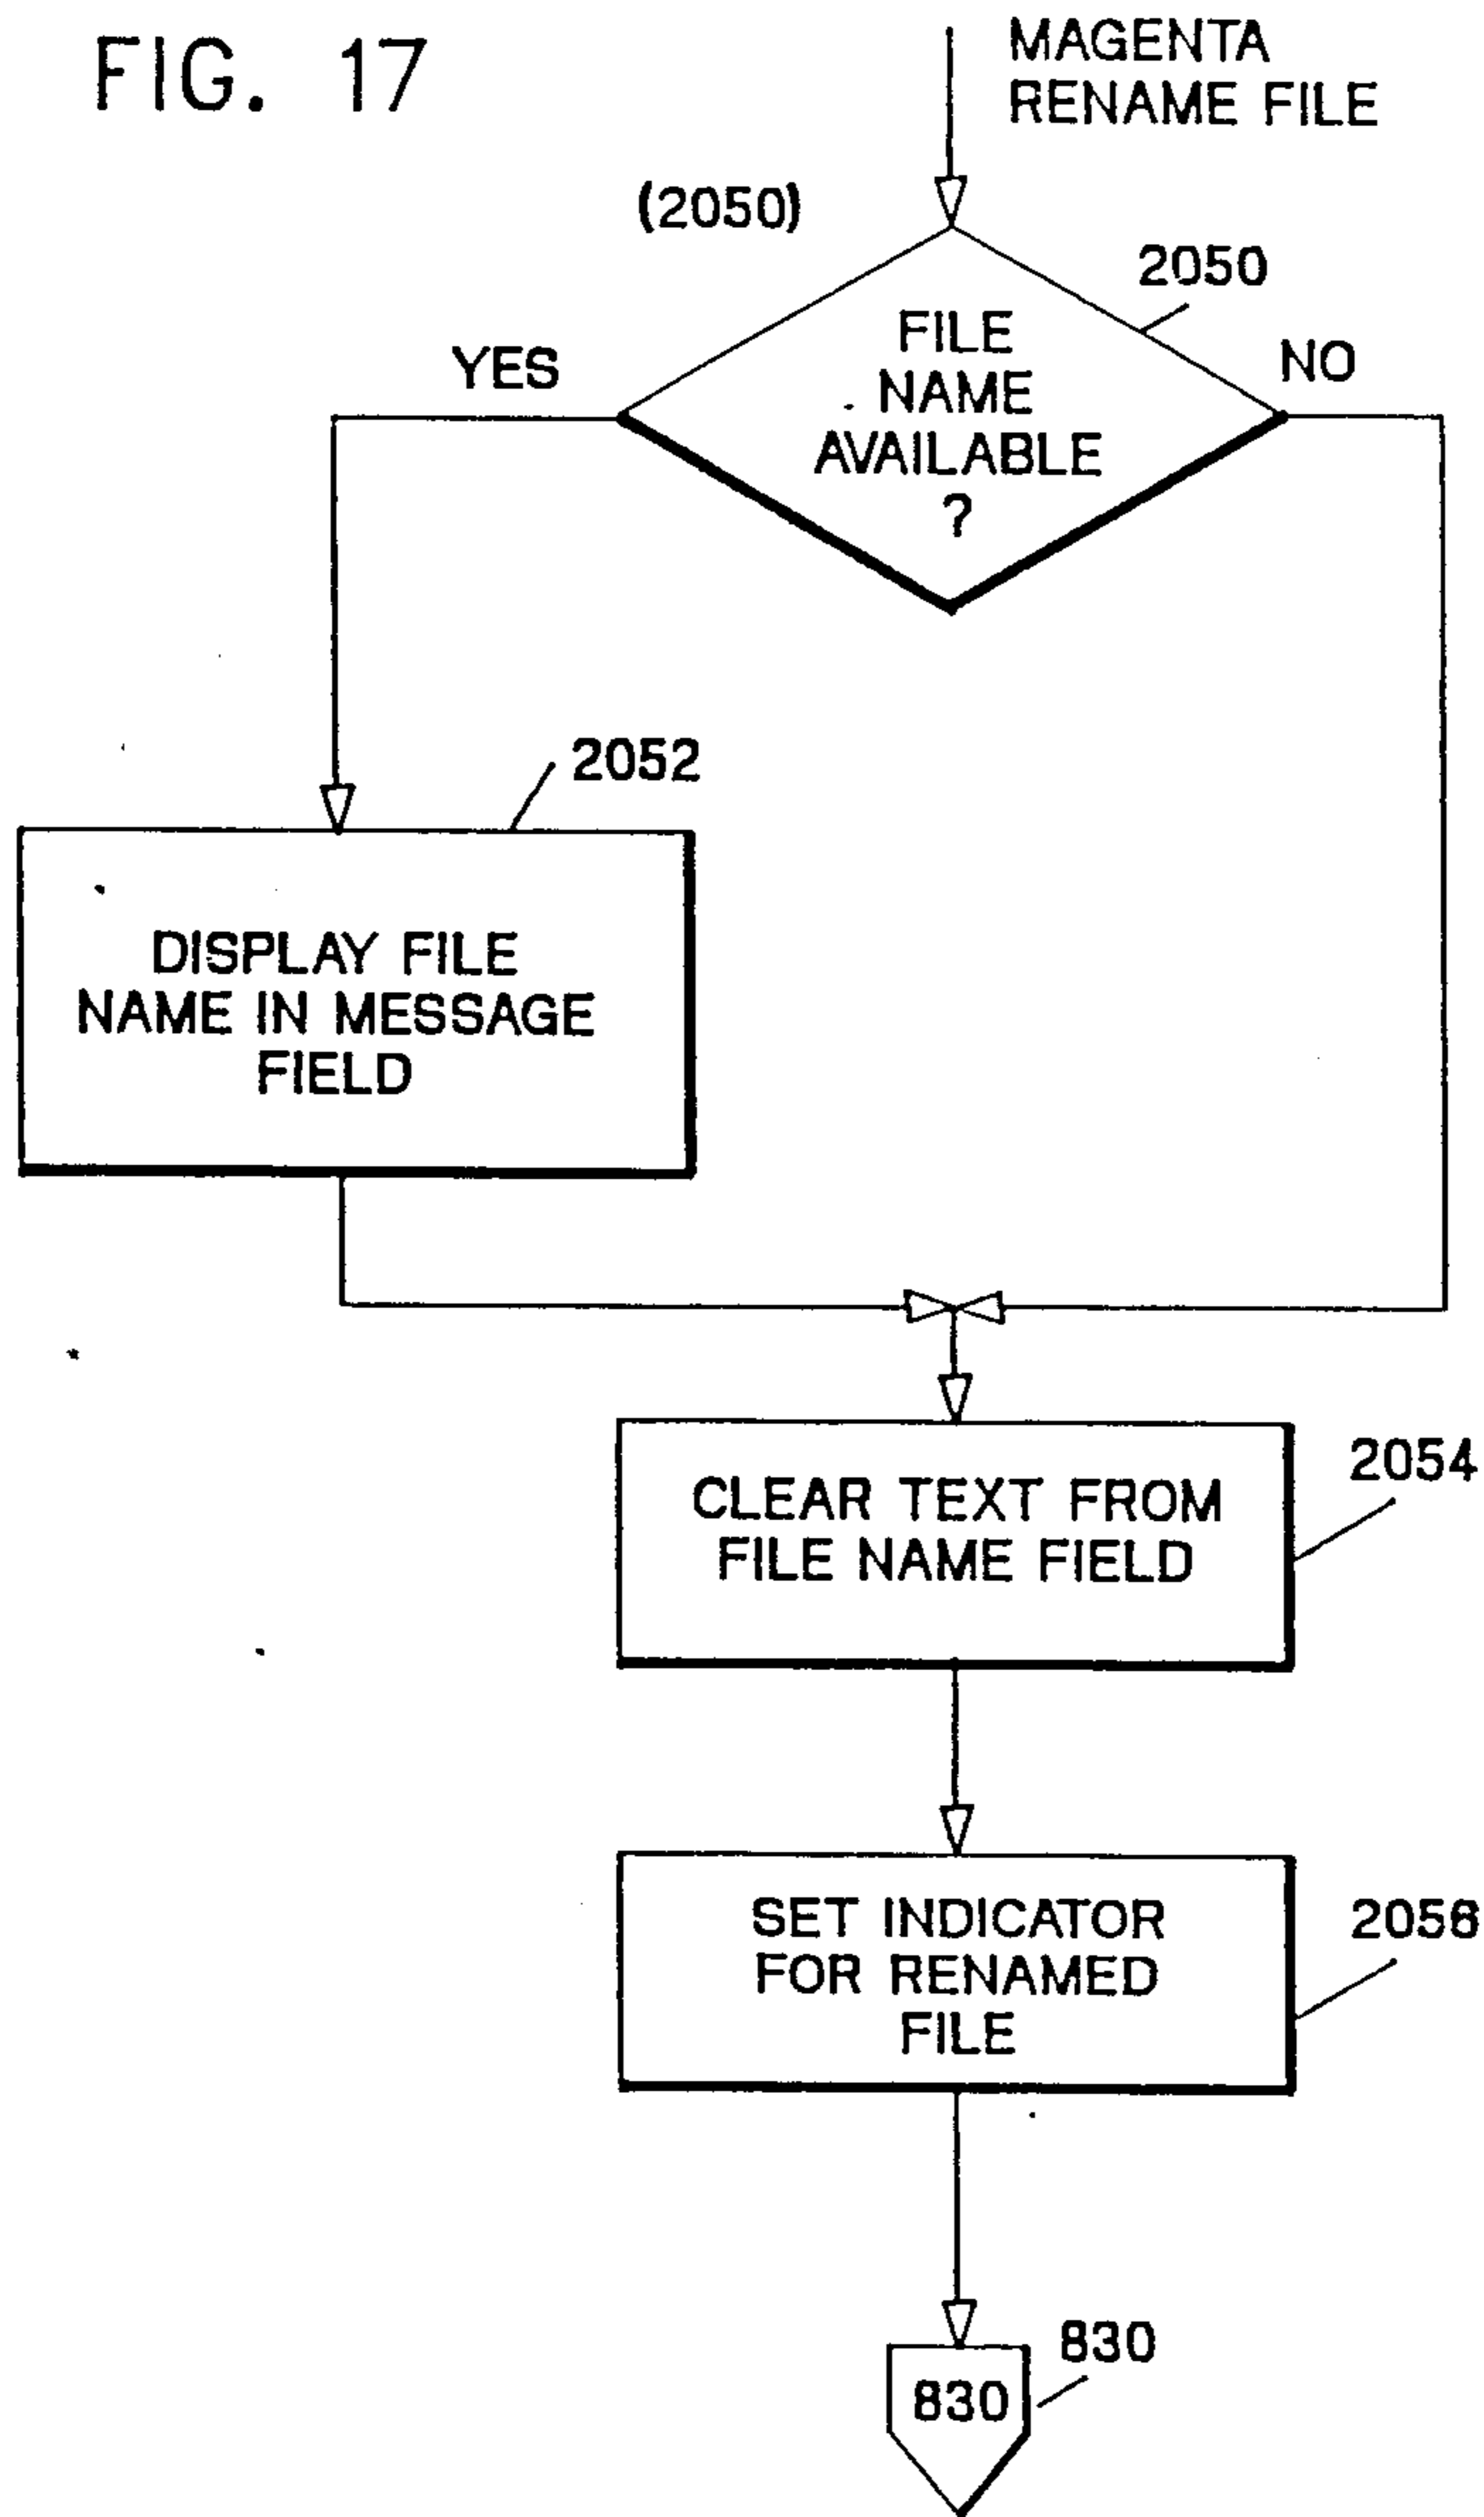 FIG. 17
MAGENTA
RENAME FILE
(2050)
2050
FILE
NAME
AVAILABLE
?
YES
NO
2052
DISPLAY FILE
NAME IN MESSAGE
FIELD
2054
CLEAR TEXT FROM
FILE NAME FIELD
2056
SET INDICATOR
FOR RENAMED
FILE
830
830